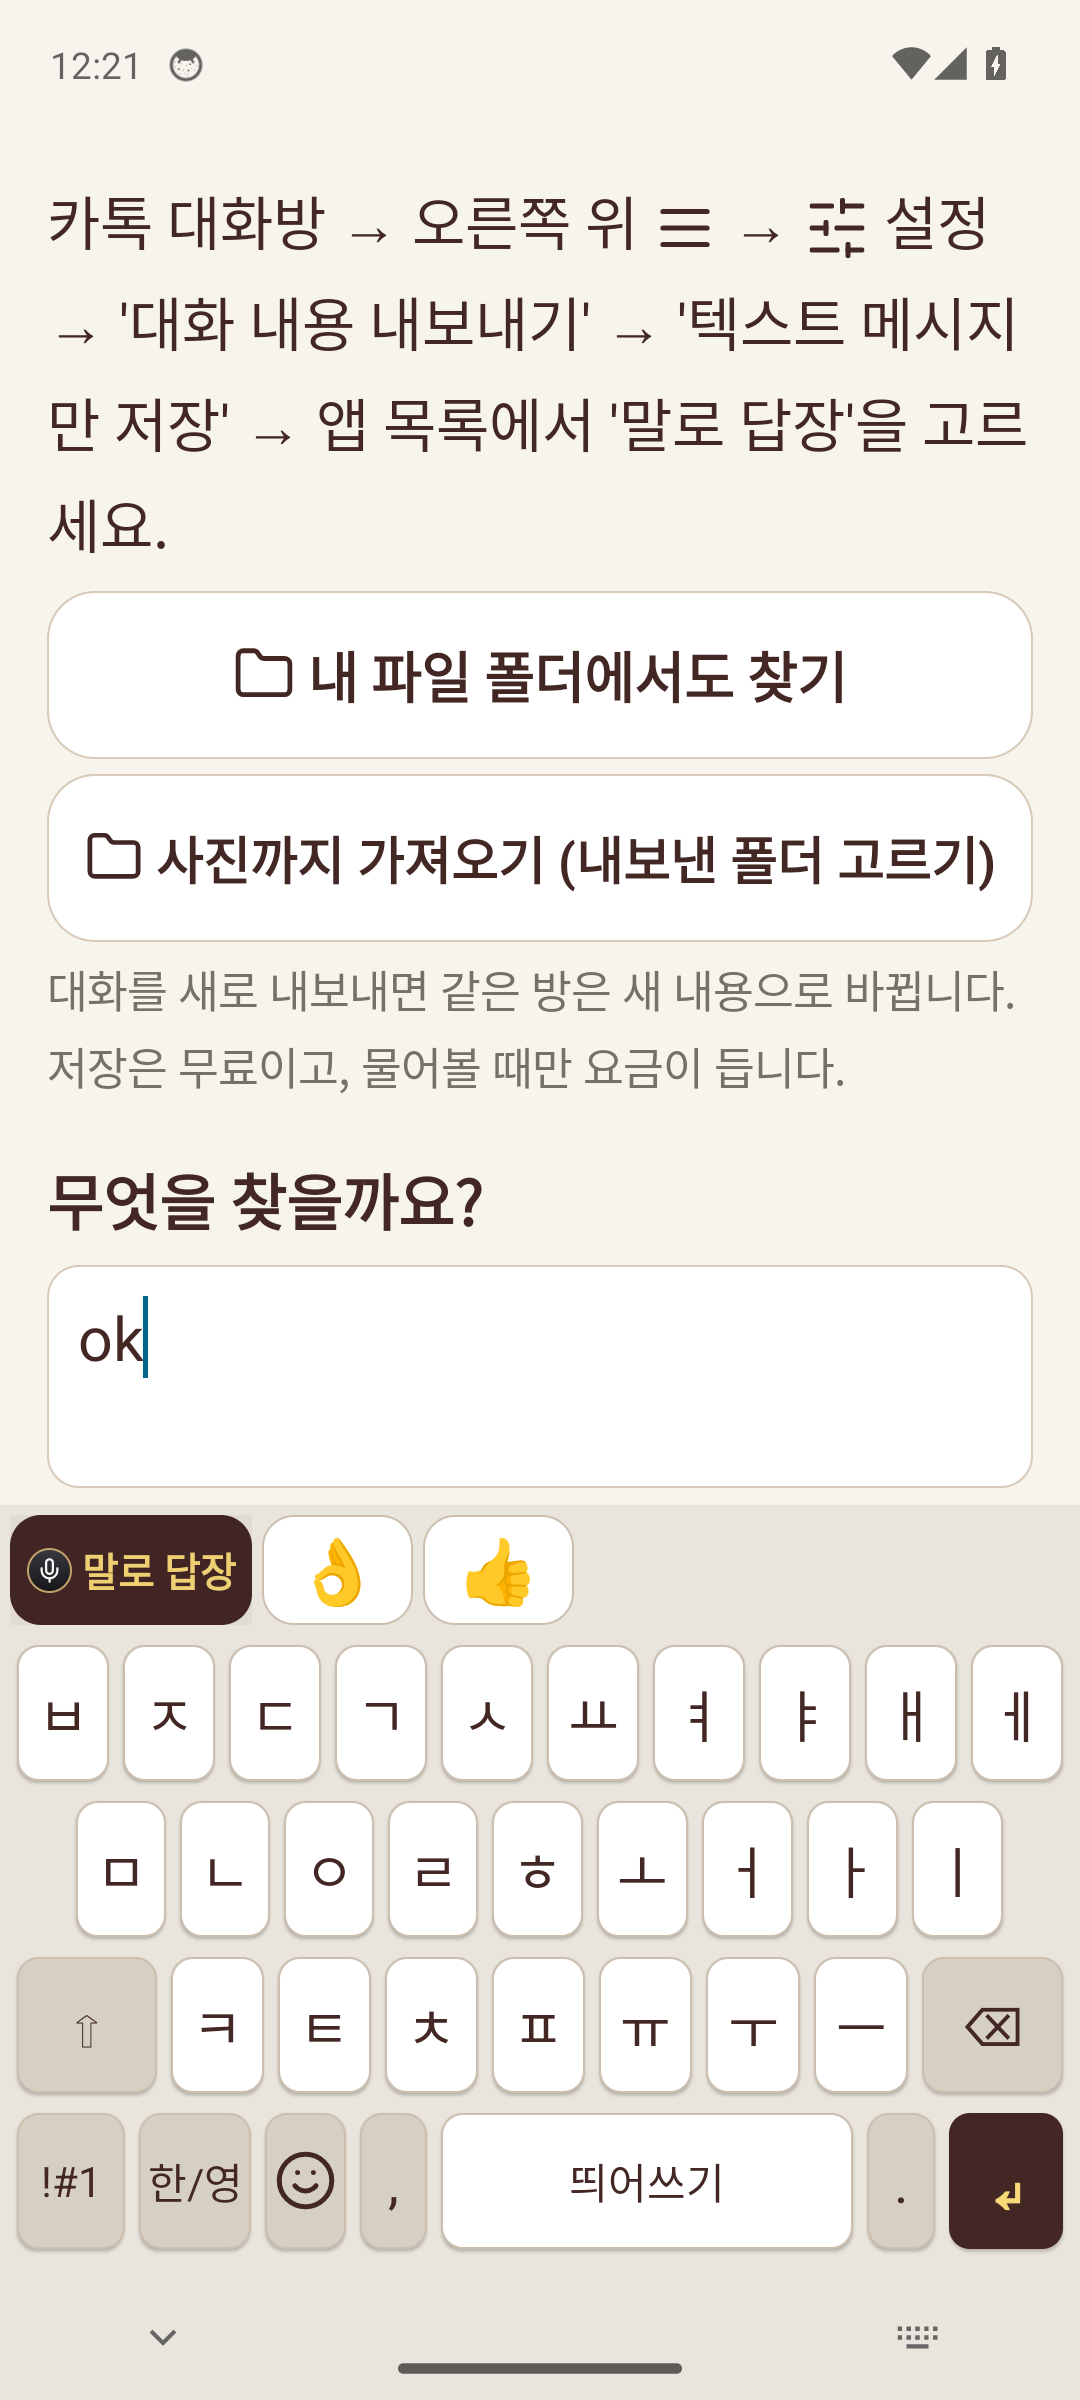 12:21
카톡 대화방 → 오른쪽 위 → 설정
→ '대화 내용 내보내기' → '텍스트 메시지
만 저장' → 앱 목록에서 '말로 답장'을 고르
세요.
내 파일 폴더에서도 찾기
사진까지 가져오기 (내보낸 폴더 고르기)
대화를 새로 내보내면 같은 방은 새 내용으로 바뀝니다.
저장은 무료이고, 물어볼 때만 요금이 듭니다.
무엇을 찾을까요?
ok
말로 답장 👌 👍
ㅂ ㅈ ㄷ ㄱ ㅅ ㅛ ㅕ ㅑ ㅐ ㅔ
ㅁ ㄴ ㅇ ㄹ ㅎ ㅗ ㅓ ㅏ ㅣ
⇧ ㅋ ㅌ ㅊ ㅍ ㅠ ㅜ ㅡ
!#1 한/영 , 띄어쓰기 .